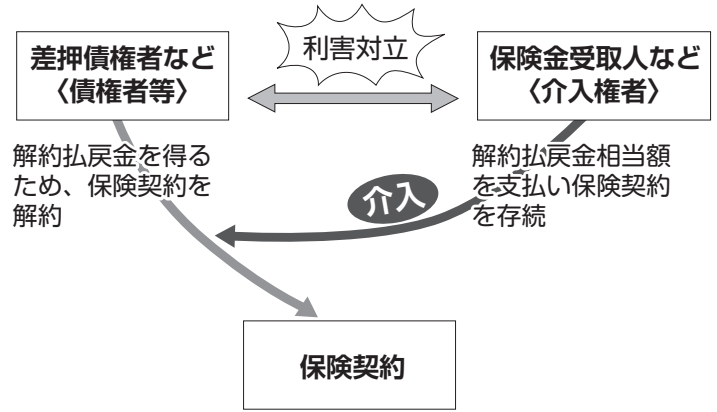 差押債権者など
〈債権者等〉
利害対立
保険金受取人など
〈介入権者〉
解約払戻金を得る
ため、保険契約を
解約
解約払戻金相当額
を支払い保険契約
を存続
介入
保険契約